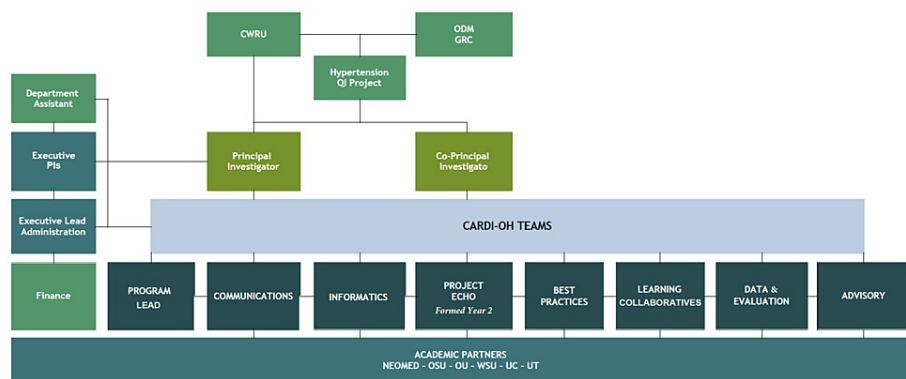 CWRU
ODM
GRC
Hypertension
QI Project
Department
Assistant
Executive
PIs
Principal
Investigator
Co-Principal
Investigato
Executive Lead
Administration
CARDI-OH TEAMS
Finance
PROGRAM
LEAD
COMMUNICATIONS
INFORMATICS
PROJECT
ECHO
Formed Year 2
BEST
PRACTICES
LEARNING
COLLABORATIVES
DATA &
EVALUATION
ADVISORY
ACADEMIC PARTNERS
NEOMED - OSU - OU - WSU - UC - UT